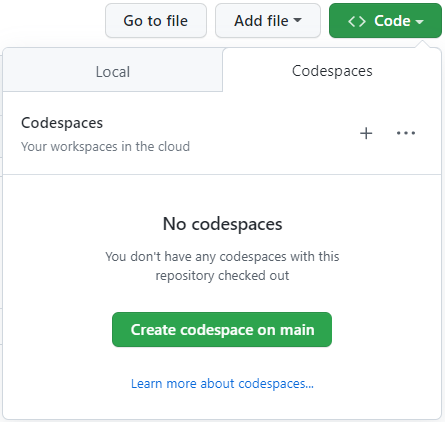 Go to file
Add file
<> Code
Local
Codespaces
Codespaces
Your workspaces in the cloud
No codespaces
You don't have any codespaces with this
repository checked out
Create codespace on main
Learn more about codespaces...